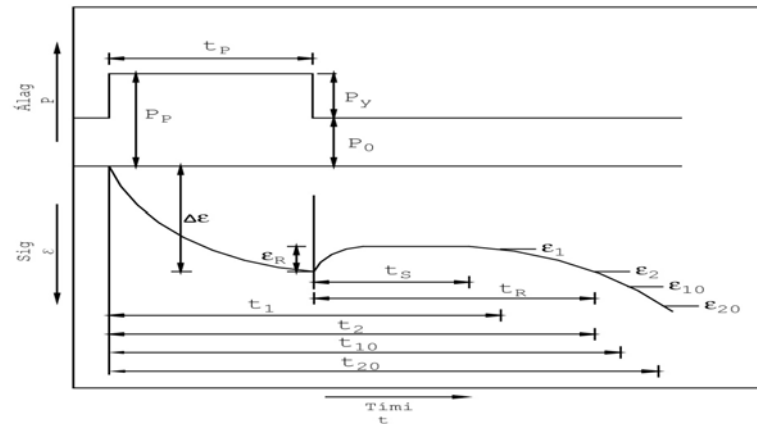 t_P
Álag
P
P_P
P_y
P_0
Sig
ε
Δε
ε_R
ε_1
t_S
ε_2
t_R
ε_10
t_1
ε_20
t_2
t_10
t_20
Tími
t